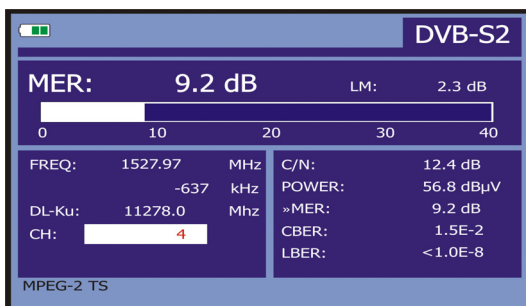 DVB-S2
MER: 9.2 dB LM: 2.3 dB
0 10 20 30 40
FREQ: 1527.97 MHz
-637 kHz
DL-Ku: 11278.0 Mhz
CH: 4
C/N: 12.4 dB
POWER: 56.8 dBµV
»MER: 9.2 dB
CBER: 1.5E-2
LBER: <1.0E-8
MPEG-2 TS